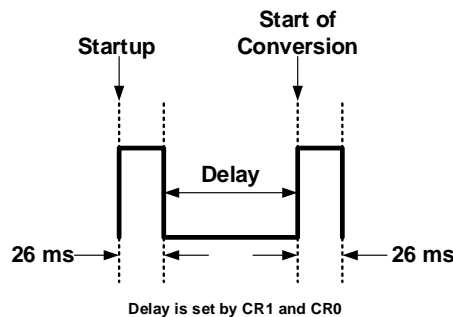 Startup
Start of
Conversion
Delay
26 ms
26 ms
Delay is set by CR1 and CR0